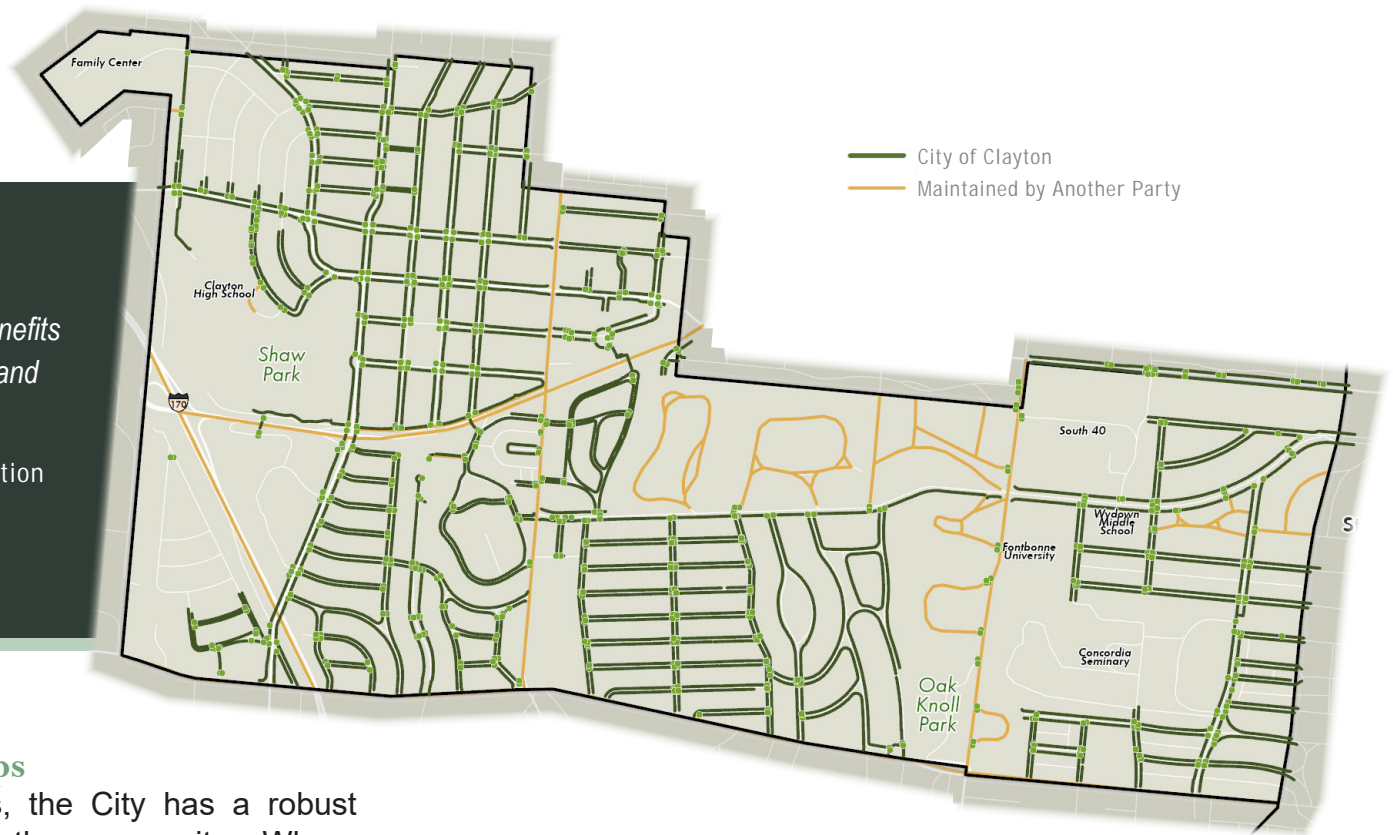 Family Center
City of Clayton
Maintained by Another Party
nefits
and
tion
Clayton
High School
Shaw
Park
170
South 40
Wydown
Middle
School
Fontbonne
University
Concordia
Seminary
Oak
Knoll
Park
os
s, the City has a robust